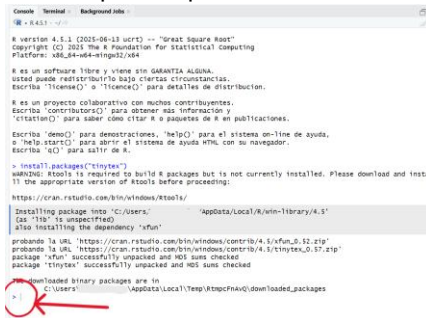 Console Terminal Background Jobs
R 4.5.1 · ~/
R version 4.5.1 (2025-06-13 ucrt) -- "Great Square Root"
Copyright (C) 2025 The R Foundation for Statistical Computing
Platform: x86_64-w64-mingw32/x64
R es un software libre y viene sin GARANTIA ALGUNA.
Usted puede redistribuirlo bajo ciertas circunstancias.
Escriba 'license()' o 'licence()' para detalles de distribucion.
R es un proyecto colaborativo con muchos contribuyentes.
Escriba 'contributors()' para obtener más información y
'citation()' para saber cómo citar R o paquetes de R en publicaciones.
Escriba 'demo()' para demostraciones, 'help()' para el sistema on-line de ayuda,
o 'help.start()' para abrir el sistema de ayuda HTML con su navegador.
Escriba 'q()' para salir de R.
> install.packages("tinytex")
WARNING: Rtools is required to build R packages but is not currently installed. Please download and insta
ll the appropriate version of Rtools before proceeding:
https://cran.rstudio.com/bin/windows/Rtools/
Installing package into 'C:/Users/ 'AppData/Local/R/win-library/4.5'
(as 'lib' is unspecified)
also installing the dependency 'xfun'
probando la URL 'https://cran.rstudio.com/bin/windows/contrib/4.5/xfun_0.52.zip'
probando la URL 'https://cran.rstudio.com/bin/windows/contrib/4.5/tinytex_0.57.zip'
package 'xfun' successfully unpacked and MD5 sums checked
package 'tinytex' successfully unpacked and MD5 sums checked
downloaded binary packages are in
C:\Users\ \AppData\Local\Temp\RtmpcFnAvQ\downloaded_packages
>